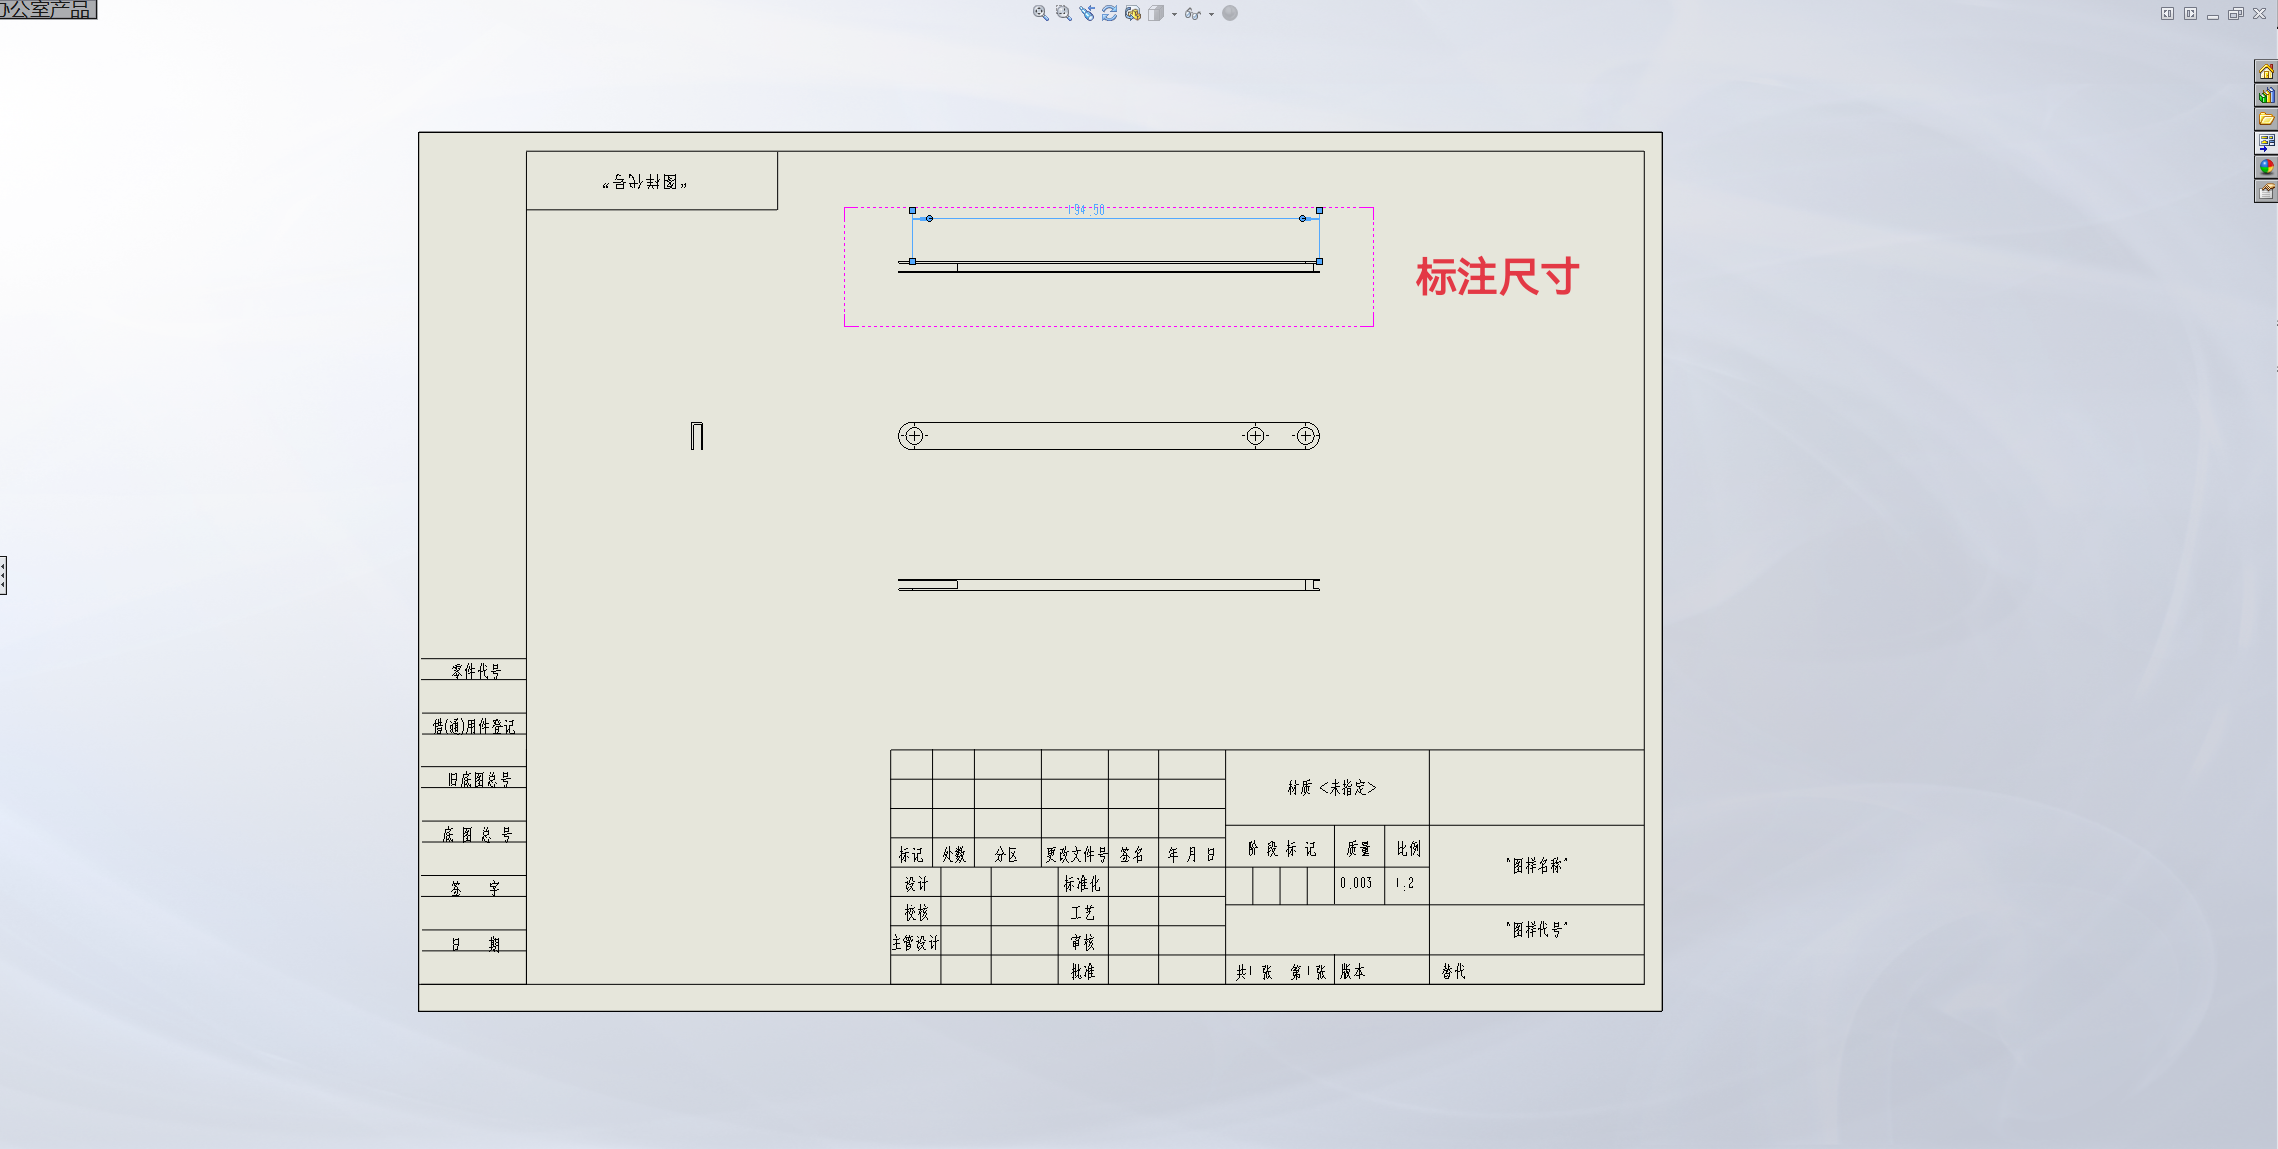 办公室产品
"图样代号"
194.50
标注尺寸
零件代号
借(通)用件登记
旧底图总号
底 图 总 号
签 字
日 期
材质 <未指定>
标记 处数 分区 更改文件号 签名 年 月 日
阶 段 标 记 质量 比例
"图样名称"
设计 标准化
0.003 1:2
校核 工艺
"图样代号"
主管设计 审核
批准
共1 张 第1张 版本 替代